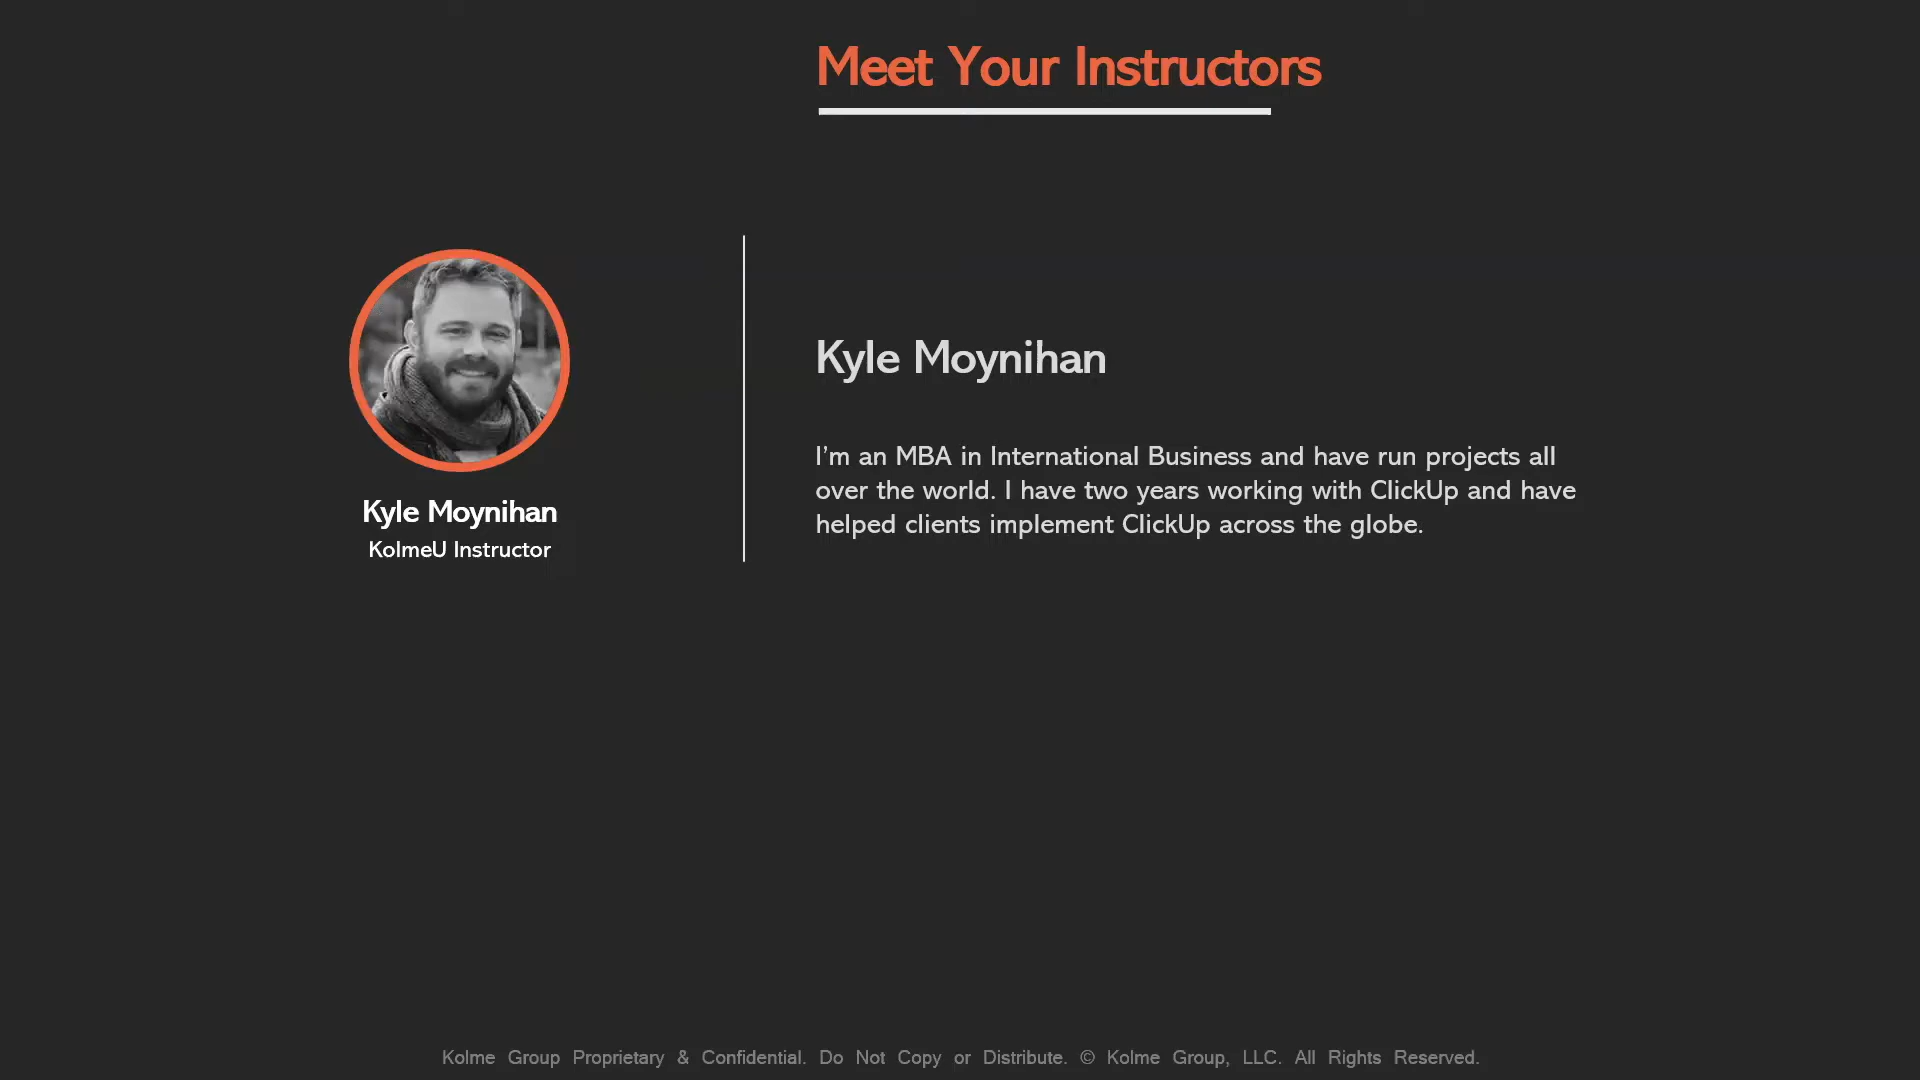 Meet Your Instructors
Kyle Moynihan
KolmeU Instructor
Kyle Moynihan
I’m an MBA in International Business and have run projects all
over the world. I have two years working with ClickUp and have
helped clients implement ClickUp across the globe.
Kolme Group Proprietary & Confidential. Do Not Copy or Distribute. © Kolme Group, LLC. All Rights Reserved.